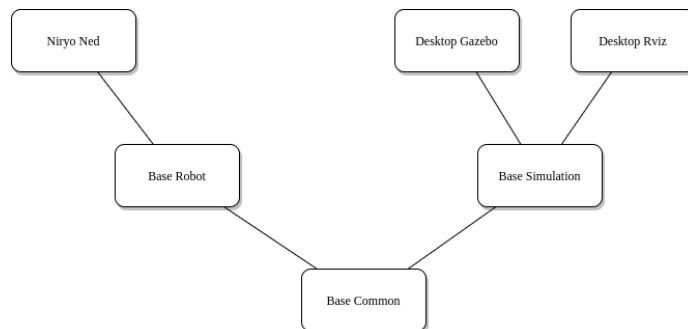 Niryo Ned
Desktop Gazebo
Desktop Rviz
Base Robot
Base Simulation
Base Common